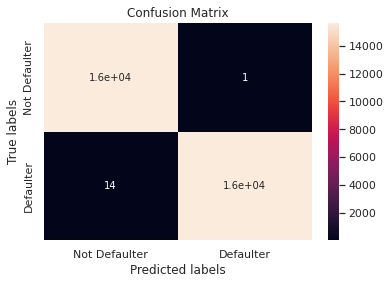 Confusion Matrix
True labels
Not Defaulter
Defaulter
1.6e+04
1
14
1.6e+04
Not Defaulter
Defaulter
Predicted labels
14000
12000
10000
8000
6000
4000
2000